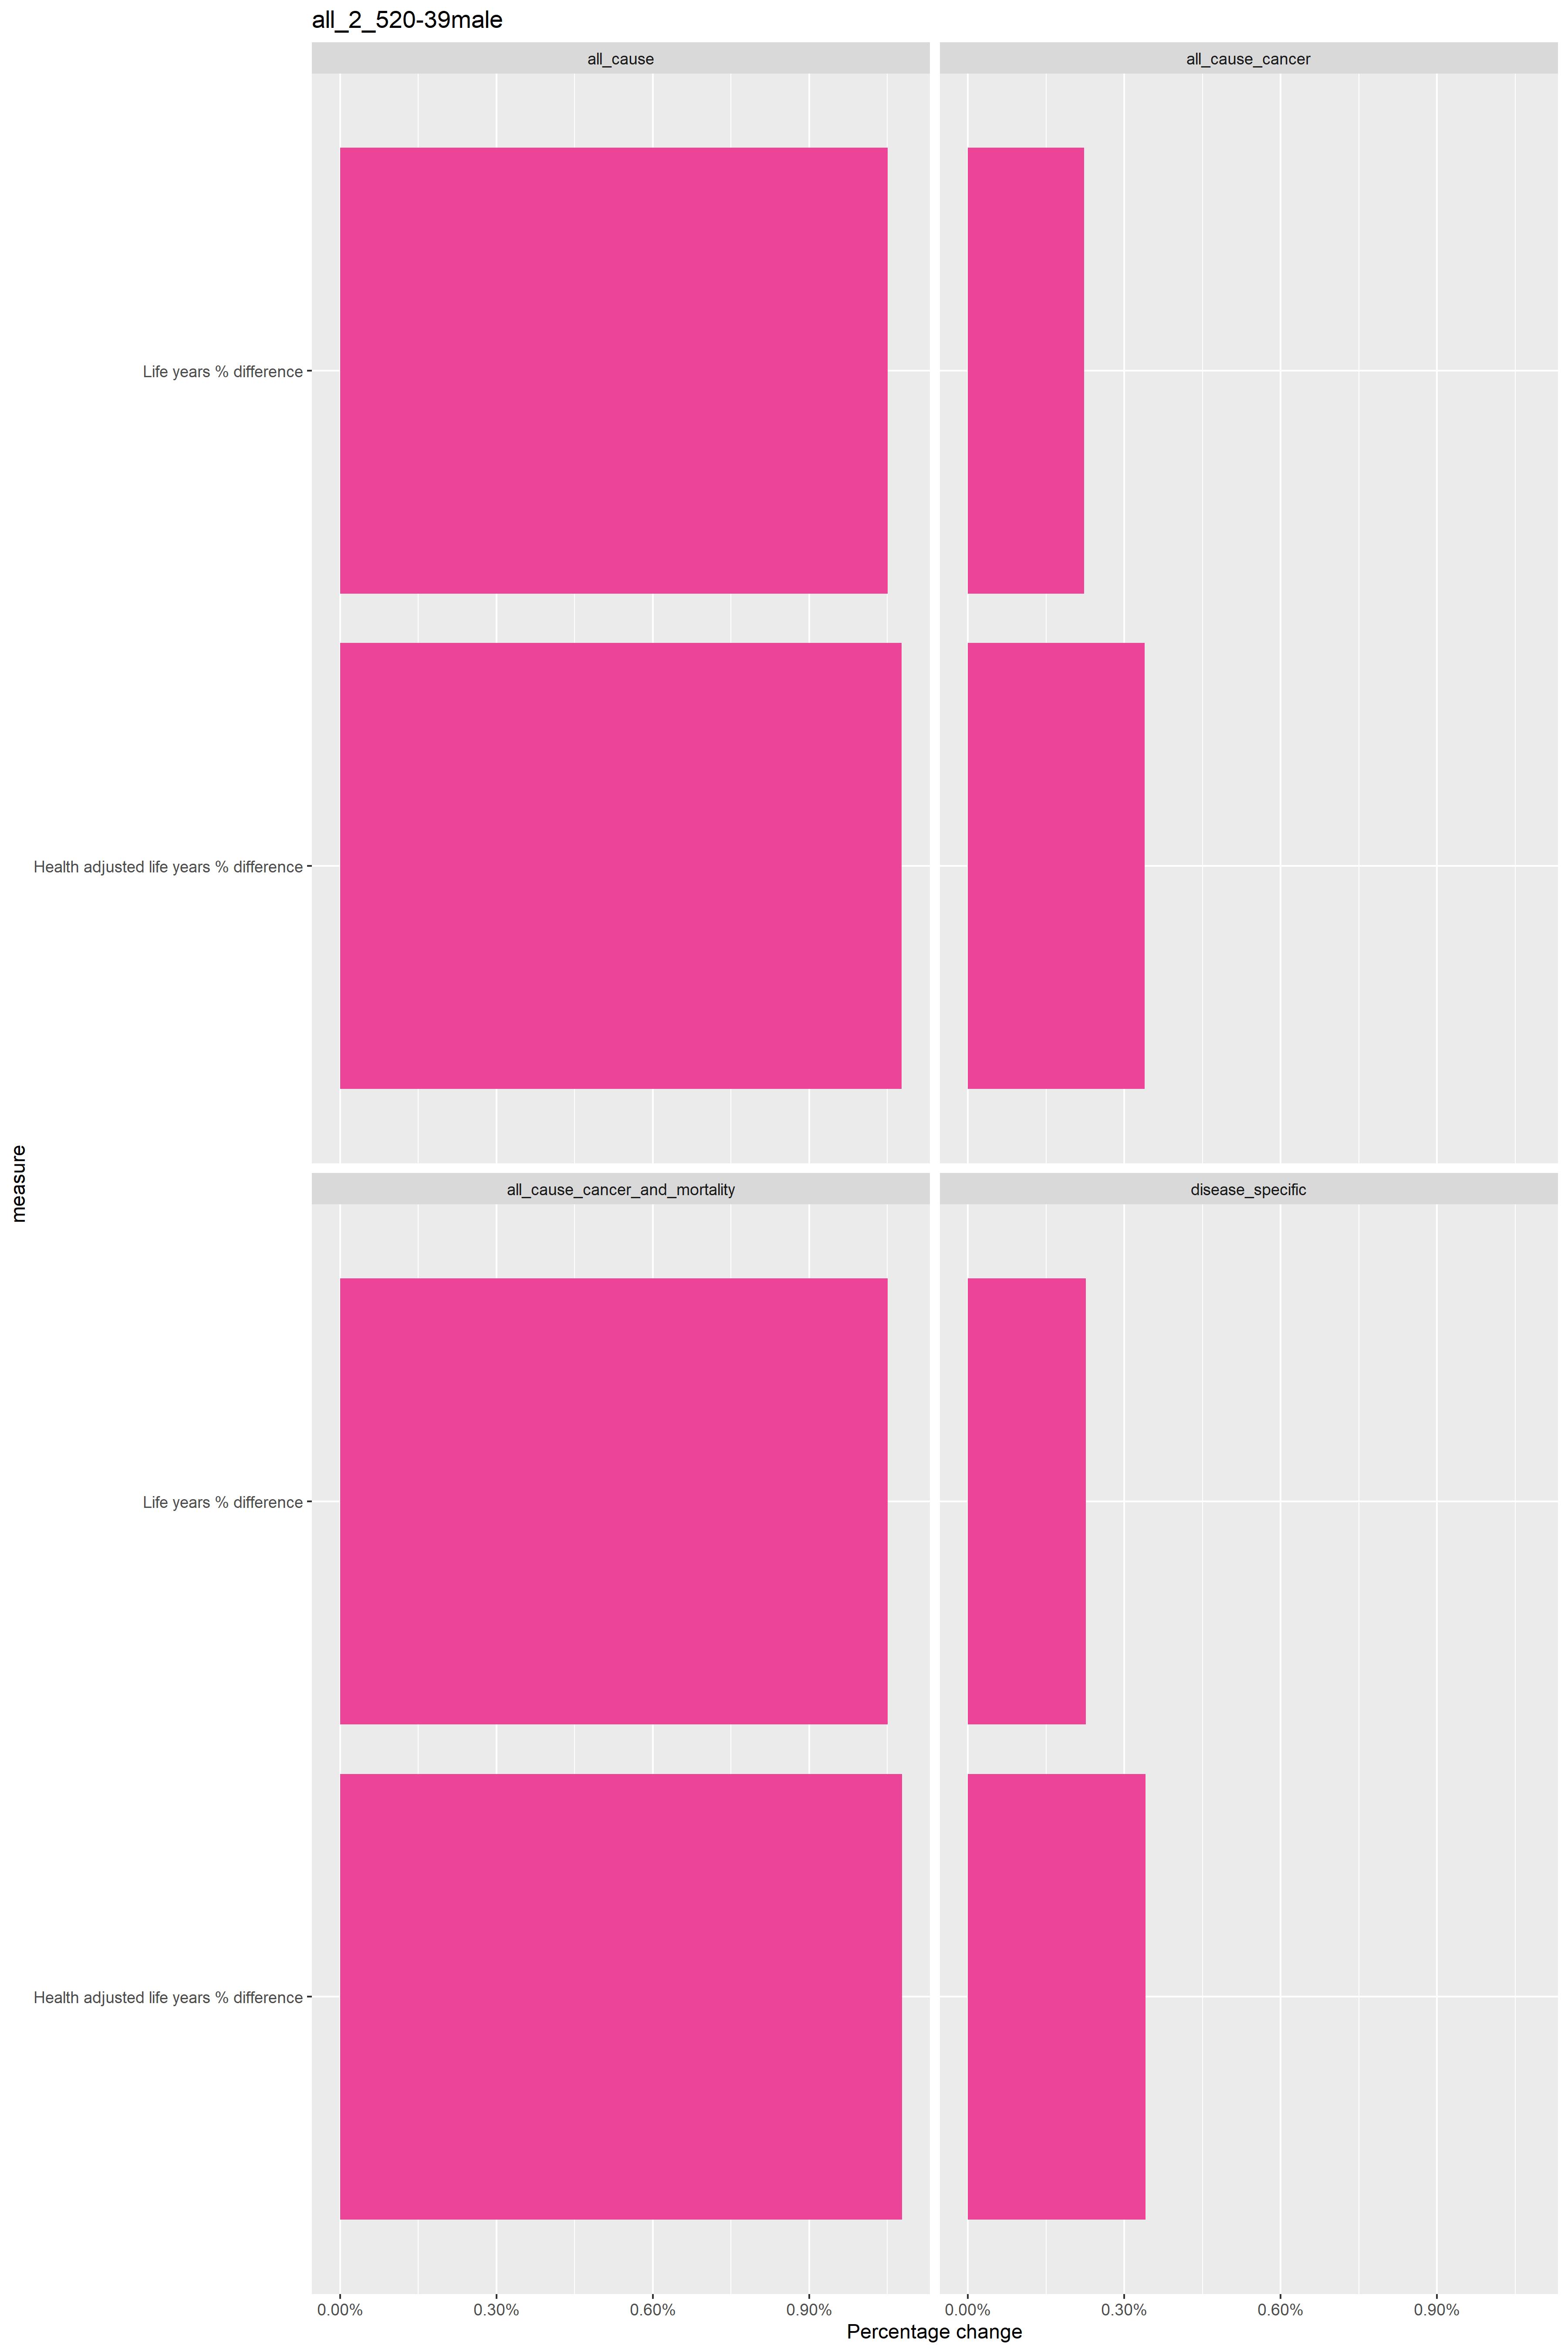 all_2_520-39male
all_cause
all_cause_cancer
Life years % difference
Health adjusted life years % difference
measure
all_cause_cancer_and_mortality
disease_specific
Life years % difference
Health adjusted life years % difference
0.00% 0.30% 0.60% 0.90%
0.00% 0.30% 0.60% 0.90%
Percentage change